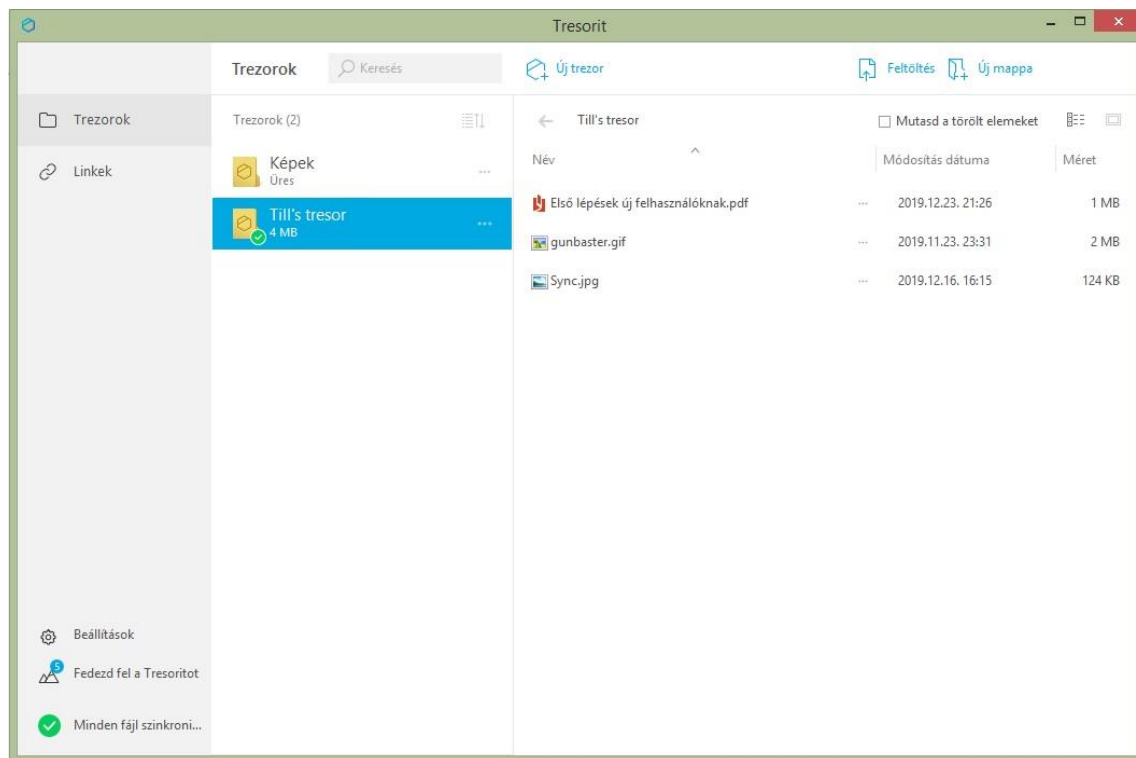 Tresorit
Trezorok
Keresés
Új trezor
Feltöltés
Új mappa
Trezorok
Linkek
Trezorok (2)
Képek
Üres
...
Till's tresor
4 MB
...
Till's tresor
Mutasd a törölt elemeket
Név Módosítás dátuma Méret
Első lépések új felhasználóknak.pdf ... 2019.12.23. 21:26 1 MB
gunbaster.gif ... 2019.11.23. 23:31 2 MB
Sync.jpg ... 2019.12.16. 16:15 124 KB
Beállítások
5
Fedezd fel a Tresoritot
Minden fájl szinkroni...